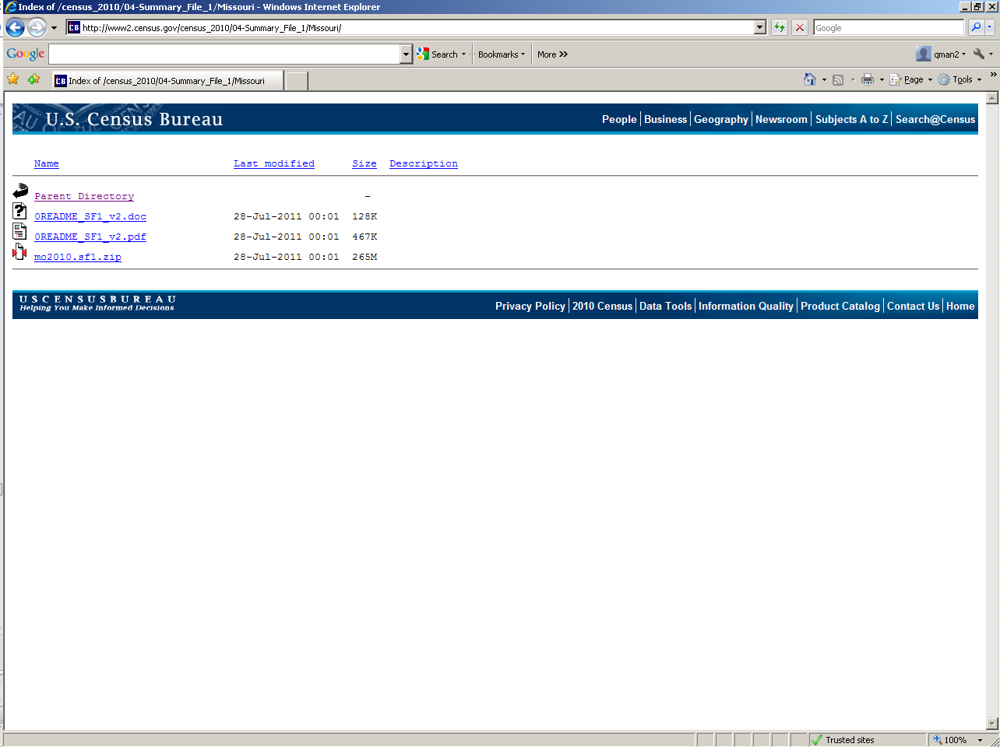 Index of /census_2010/04-Summary_File_1/Missouri - Windows Internet Explorer
CB http://www2.census.gov/census_2010/04-Summary_File_1/Missouri/ Google
Google Search Bookmarks More qman2
CB Index of /census_2010/04-Summary_File_1/Missouri Page Tools
U.S. Census Bureau People Business Geography Newsroom Subjects A to Z Search@Census
Name Last modified Size Description
Parent Directory -
0README_SF1_v2.doc 28-Jul-2011 00:01 128K
0README_SF1_v2.pdf 28-Jul-2011 00:01 467K
mo2010.sf1.zip 28-Jul-2011 00:01 265M
USCENSUSBUREAU
Helping You Make Informed Decisions
Privacy Policy 2010 Census Data Tools Information Quality Product Catalog Contact Us Home
Trusted sites 100%